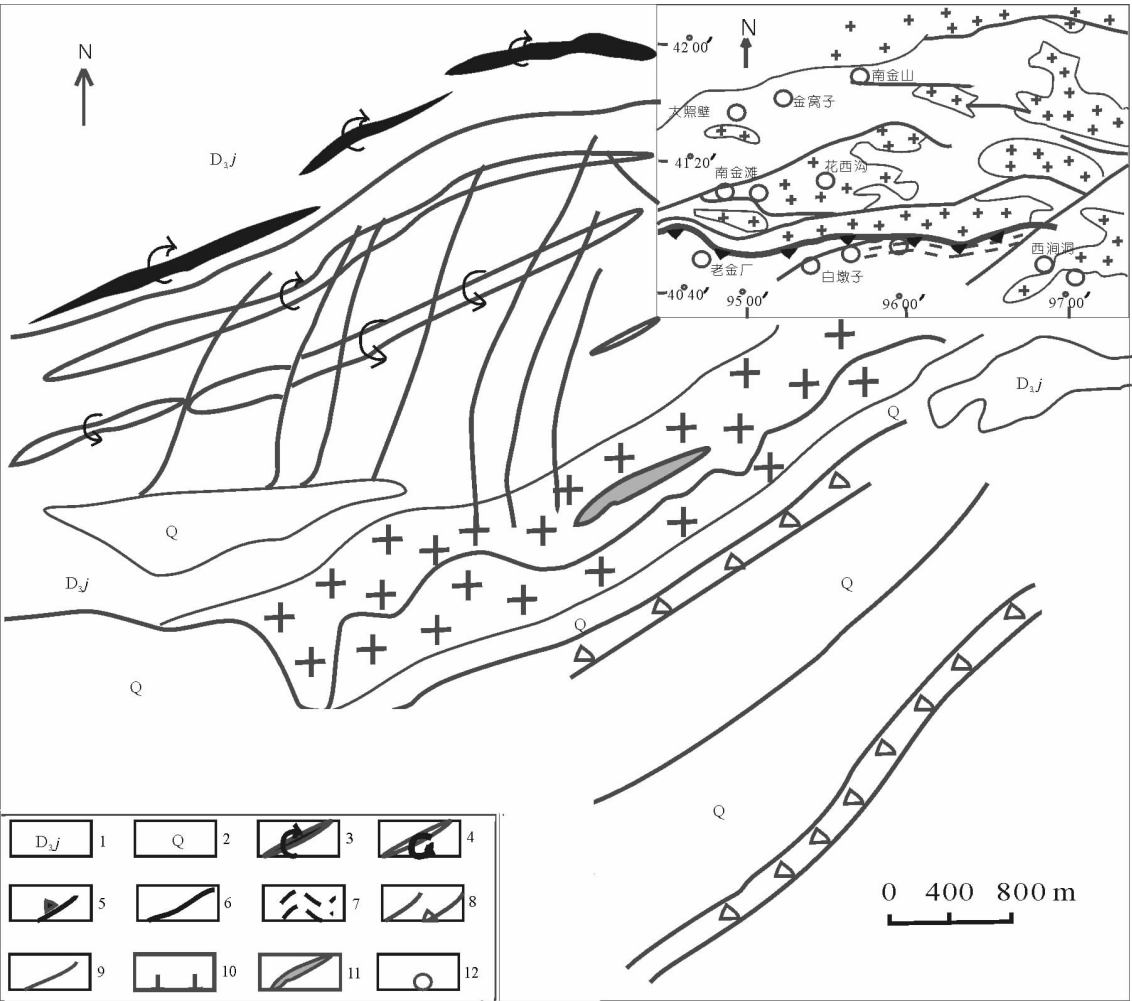 N
D₃j
N
42°00′
南金山
金窝子
大照壁
41°20′
南金滩
花西沟
西涧洞
老金厂
白墩子
40°40′
95°00′
96°00′
97°00′
D₃j
Q
Q
D₃j
Q
Q
Q
Q
D₃j 1
Q 2
3
4
5
6
7
8
9
10
11
12
0 400 800 m